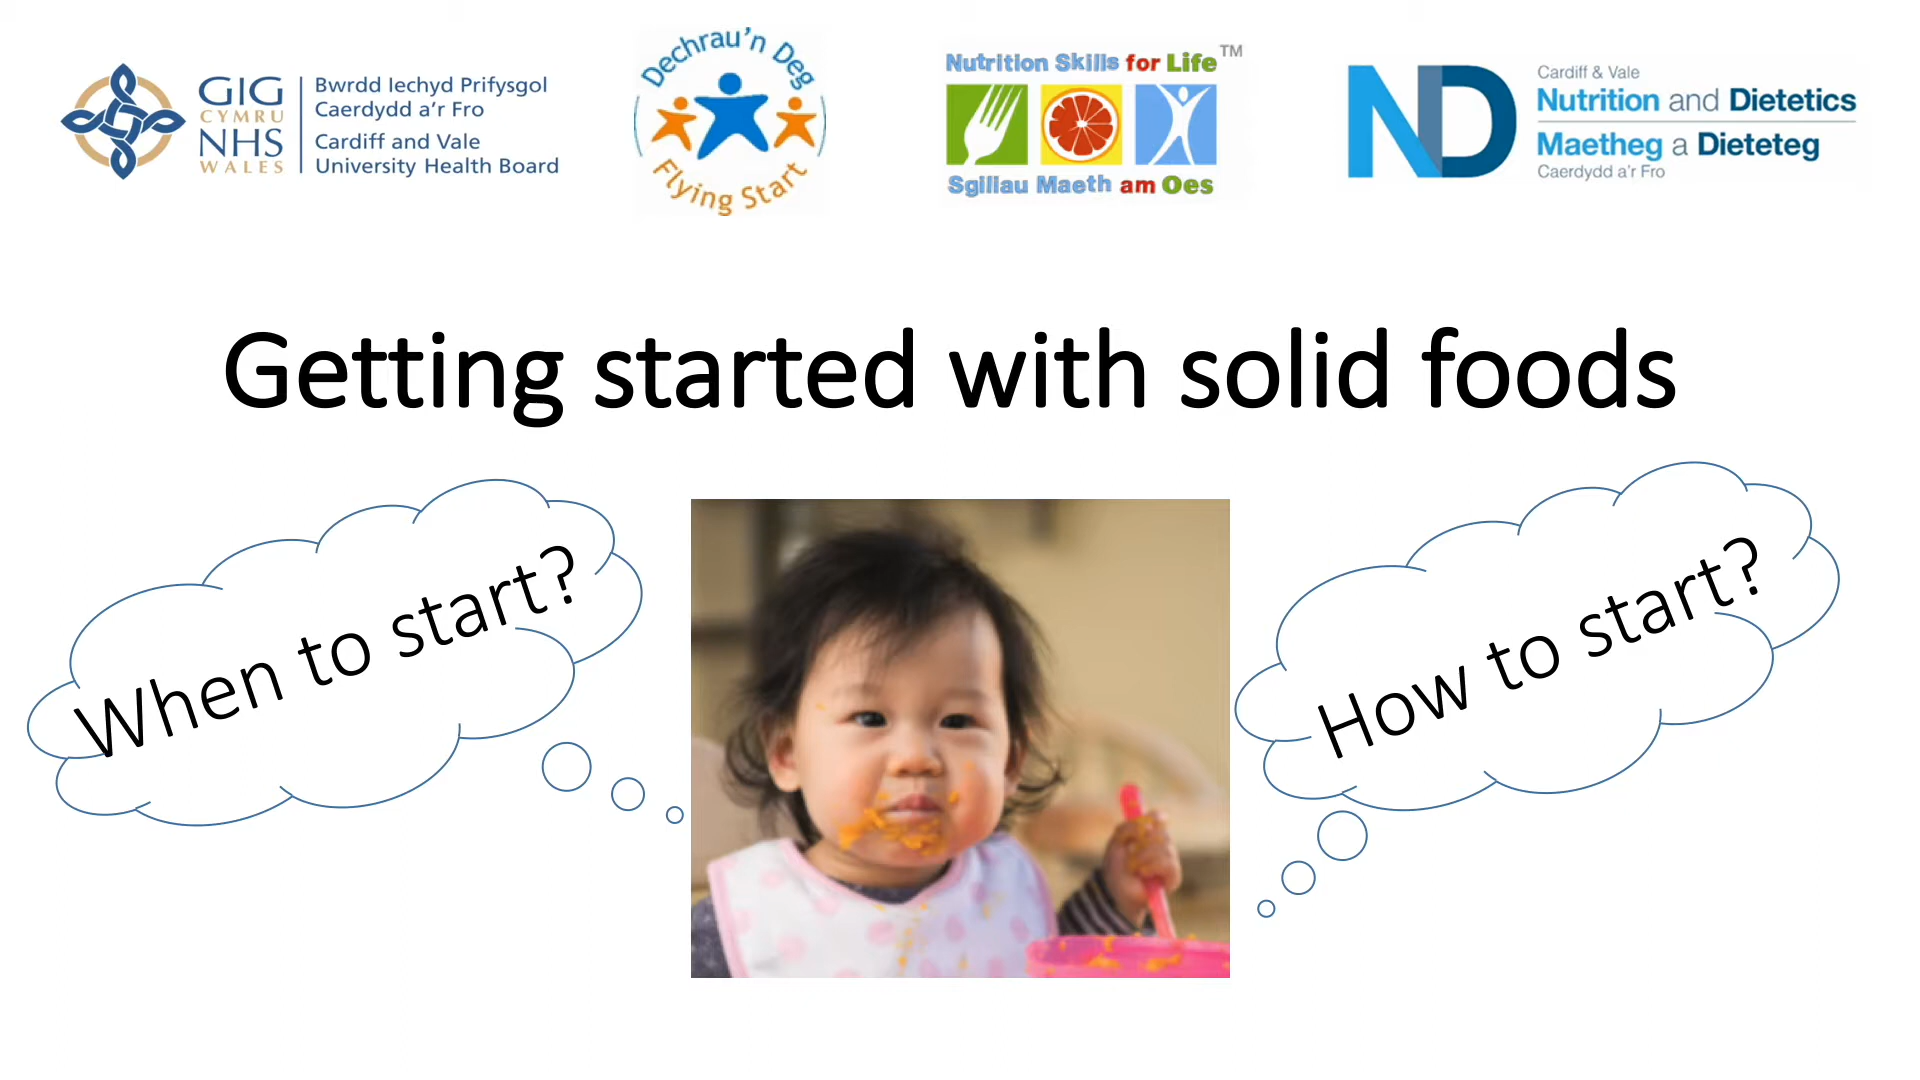 GIG
CYMRU
NHS
WALES
Bwrdd Iechyd Prifysgol
Caerdydd a'r Fro
Cardiff and Vale
University Health Board
Dechrau'n Deg
Flying Start
Nutrition Skills for Life™
Sgiliau Maeth am Oes
ND
Cardiff & Vale
Nutrition and Dietetics
Maetheg a Dieteteg
Caerdydd a'r Fro
Getting started with solid foods
When to start?
How to start?